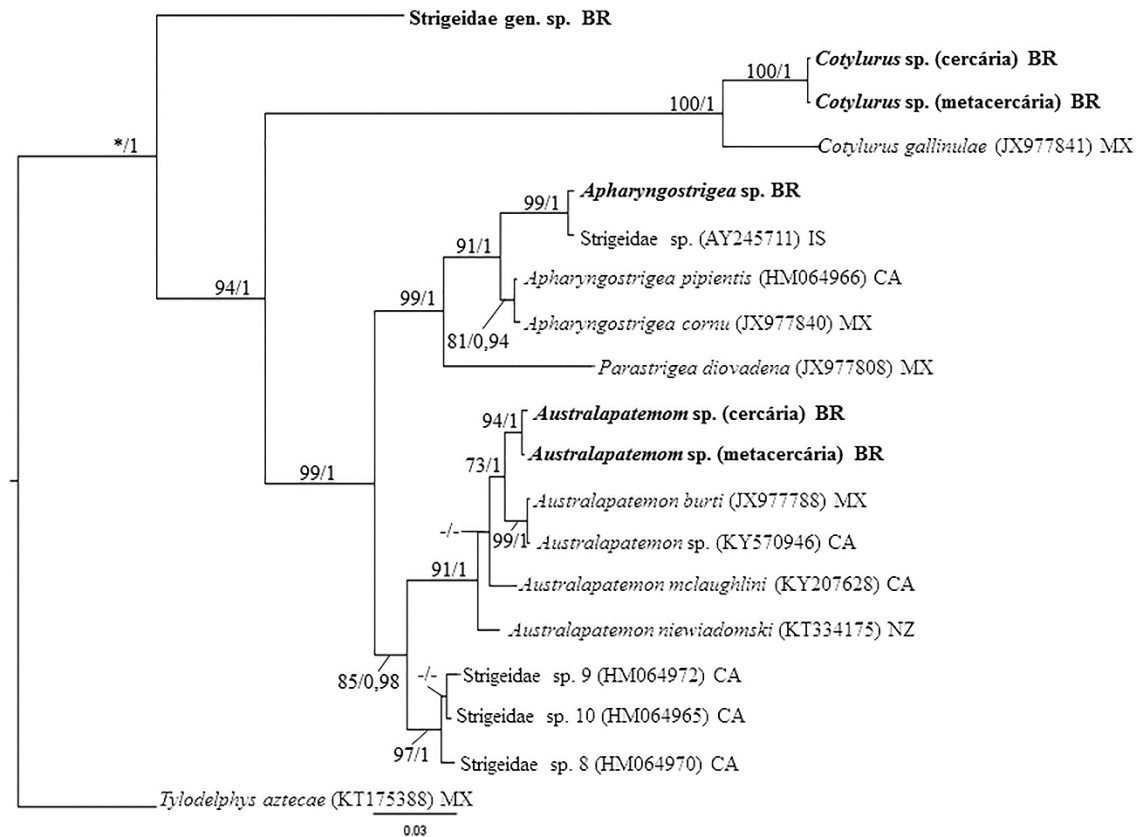 Strigeidae gen. sp. BR
Cotylurus sp. (cercária) BR
100/1
Cotylurus sp. (metacercária) BR
100/1
*/1
Cotylurus gallinulae (JX977841) MX
Apharyngostrigea sp. BR
99/1
Strigeidae sp. (AY245711) IS
91/1
Apharyngostrigea pipientis (HM064966) CA
94/1
99/1
Apharyngostrigea cornu (JX977840) MX
81/0,94
Parastrigea diovadena (JX977808) MX
Australapatemom sp. (cercária) BR
94/1
Australapatemom sp. (metacercária) BR
73/1
99/1
Australapatemon burti (JX977788) MX
-/-
99/1
Australapatemon sp. (KY570946) CA
91/1
Australapatemon mclaughlini (KY207628) CA
Australapatemon niewiadomski (KT334175) NZ
85/0,98
-/-
Strigeidae sp. 9 (HM064972) CA
Strigeidae sp. 10 (HM064965) CA
97/1
Strigeidae sp. 8 (HM064970) CA
Tylodelphys aztecae (KT175388) MX
0.03